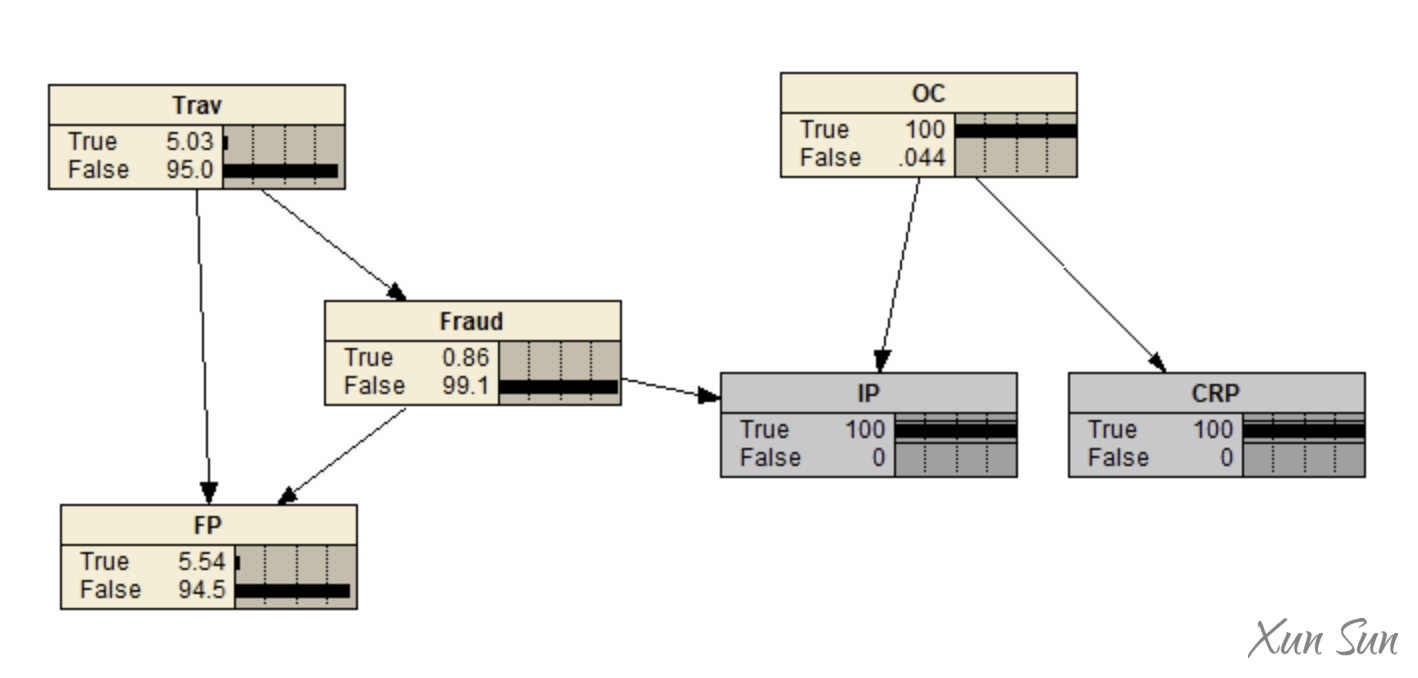 Trav
True 5.03
False 95.0
OC
True 100
False .044
Fraud
True 0.86
False 99.1
IP
True 100
False 0
CRP
True 100
False 0
FP
True 5.54
False 94.5
Xun Sun